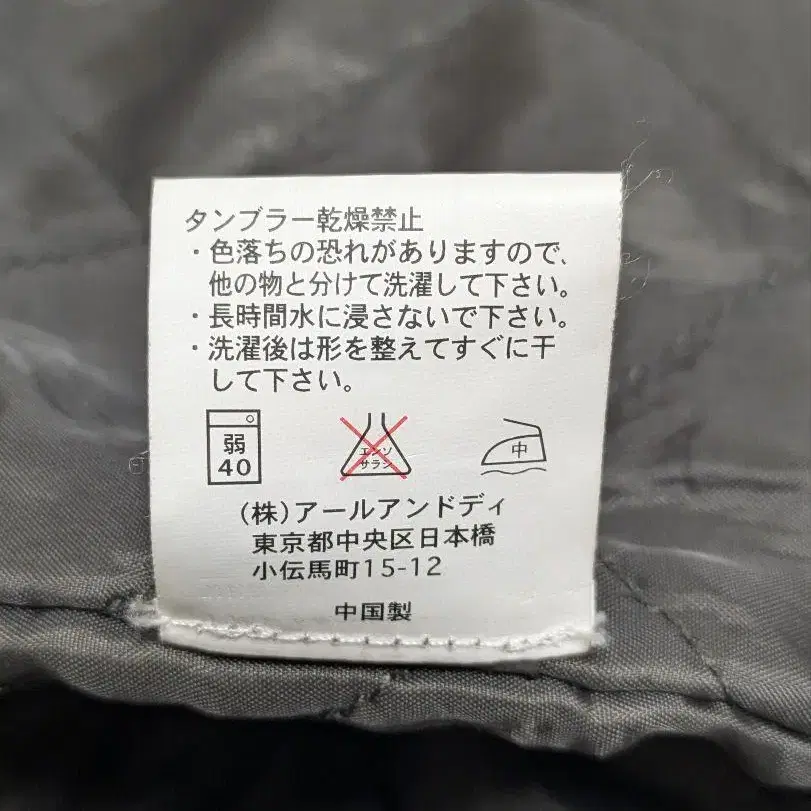 タンブラー乾燥禁止
・色落ちの恐れがありますので、
他の物と分けて洗濯して下さい。
・長時間水に浸さないで下さい。
・洗濯後は形を整えてすぐに干
して下さい。
弱
40
エンソ
サラシ
中
(株)アールアンドディ
東京都中央区日本橋
小伝馬町15-12
中国製